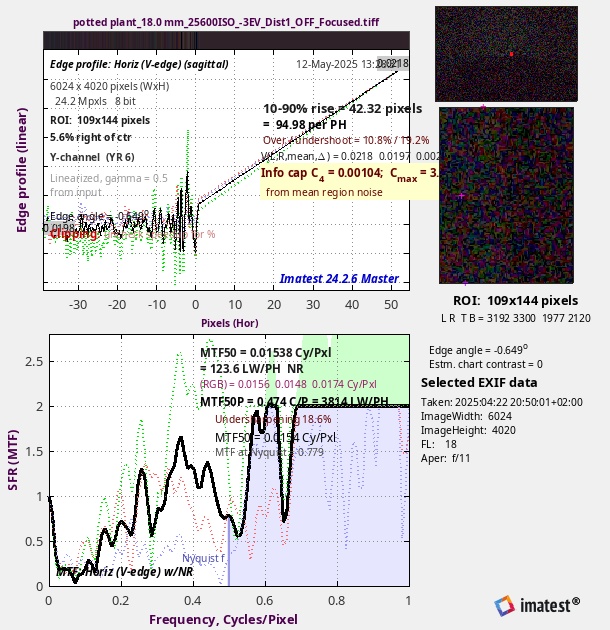 potted plant_18.0 mm_25600ISO_-3EV_Dist1_OFF_Focused.tiff
Edge profile: Horiz (V-edge) (sagittal)
12-May-2025 13:28
0.0218
6024 x 4020 pixels (WxH)
24.2 Mpxls   8 bit
ROI:  109x144 pixels
5.6% right of ctr
Y-channel  (YR 6)
Linearized, gamma = 0.5
from input
Edge angle = -0.649°
0.0198
Clipping
for %
10-90% rise = 42.32 pixels
=  94.98 per PH
Over/undershoot = 10.8% / 19.2%
V(L,R,mean,Δ) = 0.0218  0.0197  0.002
Info cap C4 = 0.00104;  Cmax = 3.
from mean region noise
Imatest 24.2.6 Master
Edge profile (linear)
-30 -20 -10 0 10 20 30 40 50
Pixels (Hor)
ROI:  109x144 pixels
L R  T B = 3192 3300  1977 2120
Edge angle = -0.649°
Estm. chart contrast = 0
Selected EXIF data
Taken: 2025:04:22 20:50:01+02:00
ImageWidth:  6024
ImageHeight:  4020
FL:   18
Aper:  f/11
MTF50 = 0.01538 Cy/Pxl
= 123.6 LW/PH  NR
(RGB) = 0.0156  0.0148  0.0174 Cy/Pxl
MTF50P = 0.474 C/P = 3814 LW/PH
Undersharpening 18.6%
MTF50 = 0.0154 Cy/Pxl
MTF at Nyquist = 0.779
Nyquist f
MTF: Horiz (V-edge) w/NR
SFR (MTF)
2.5
2
1.5
1
0.5
0
0 0.2 0.4 0.6 0.8 1
Frequency, Cycles/Pixel
imatest®